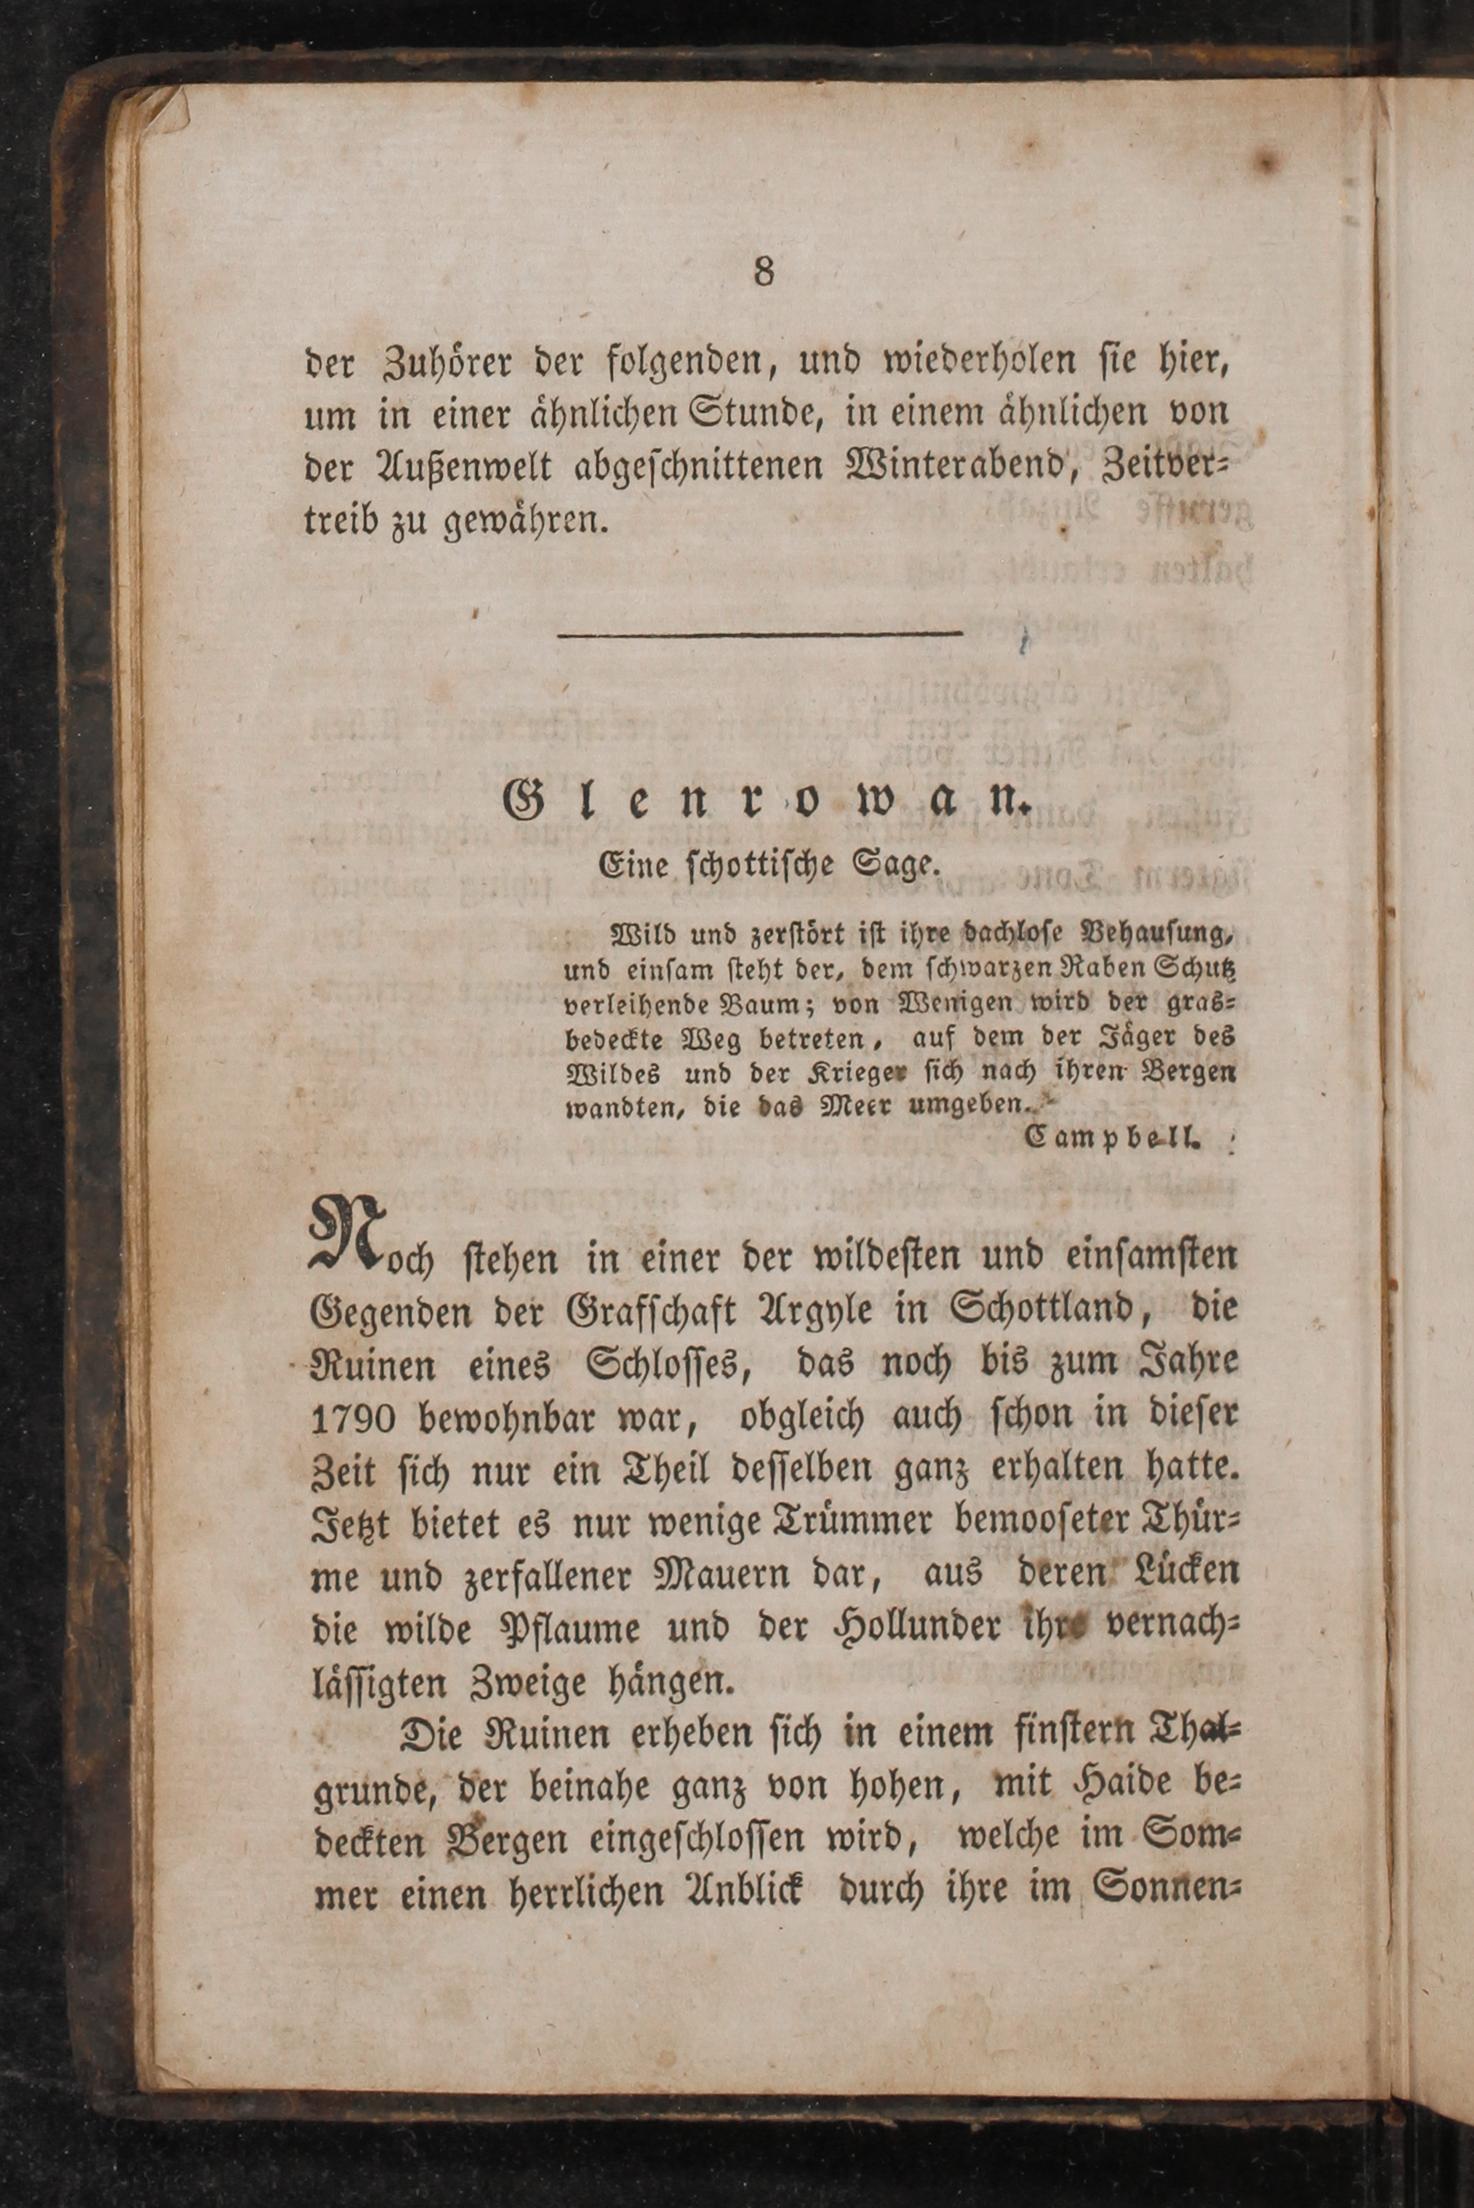 8
der Zuhörer der folgenden, und wiederholen sie hier,
um in einer ähnlichen Stunde, in einem ähnlichen von
der Außenwelt abgeschnittenen Winterabend, Zeitver-
treib zu gewähren.
Glenrowan.
Eine schottische Sage.
Wild und zerstört ist ihre dachlose Behausung,
und einsam steht der, dem schwarzen Raben Schutz
verleihende Baum; von Wenigen wird der gras-
bedeckte Weg betreten, auf dem der Jäger des
Wildes und der Krieger sich nach ihren Bergen
wandten, die das Meer umgeben.
Campbell.
Noch stehen in einer der wildesten und einsamsten
Gegenden der Grafschaft Argyle in Schottland, die
Ruinen eines Schlosses, das noch bis zum Jahre
1790 bewohnbar war, obgleich auch schon in dieser
Zeit sich nur ein Theil desselben ganz erhalten hatte.
Jetzt bietet es nur wenige Trümmer bemooseter Thür-
me und zerfallener Mauern dar, aus deren Lücken
die wilde Pflaume und der Hollunder ihre vernach-
lässigten Zweige hängen.
Die Ruinen erheben sich in einem finstern Thal-
grunde, der beinahe ganz von hohen, mit Haide be-
deckten Bergen eingeschlossen wird, welche im Som-
mer einen herrlichen Anblick durch ihre im Sonnen-